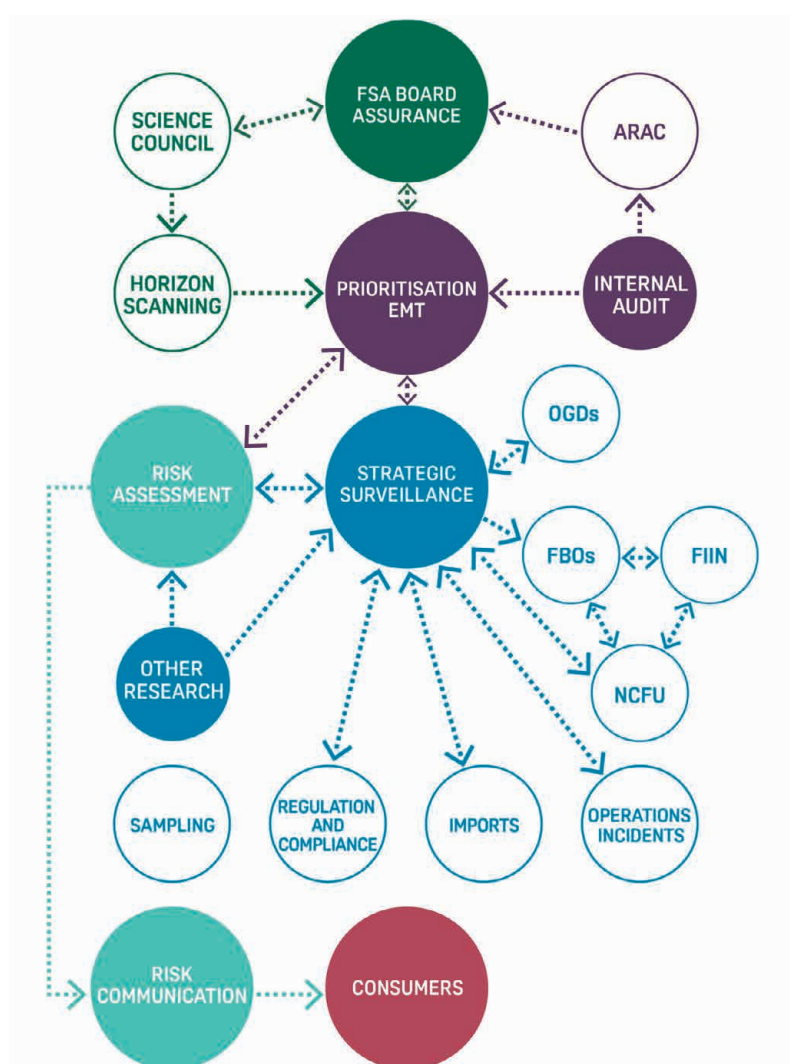 FSA BOARD
ASSURANCE
SCIENCE
COUNCIL
ARAC
HORIZON
SCANNING
PRIORITISATION
EMT
INTERNAL
AUDIT
OGDs
RISK
ASSESSMENT
STRATEGIC
SURVEILLANCE
FBOs
FIIN
OTHER
RESEARCH
NCFU
SAMPLING
REGULATION
AND
COMPLIANCE
IMPORTS
OPERATIONS
INCIDENTS
RISK
COMMUNICATION
CONSUMERS